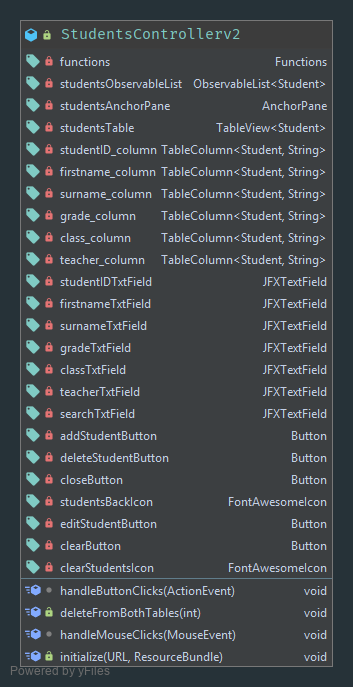 StudentsControllerv2
functions Functions
studentsObservableList ObservableList<Student>
studentsAnchorPane AnchorPane
studentsTable TableView<Student>
studentID_column TableColumn<Student, String>
firstname_column TableColumn<Student, String>
surname_column TableColumn<Student, String>
grade_column TableColumn<Student, String>
class_column TableColumn<Student, String>
teacher_column TableColumn<Student, String>
studentIDTxtField JFXTextField
firstnameTxtField JFXTextField
surnameTxtField JFXTextField
gradeTxtField JFXTextField
classTxtField JFXTextField
teacherTxtField JFXTextField
searchTxtField JFXTextField
addStudentButton Button
deleteStudentButton Button
closeButton Button
studentsBackIcon FontAwesomeIcon
editStudentButton Button
clearButton Button
clearStudentsIcon FontAwesomeIcon
handleButtonClicks(ActionEvent) void
deleteFromBothTables(int) void
handleMouseClicks(MouseEvent) void
initialize(URL, ResourceBundle) void
Powered by yFiles